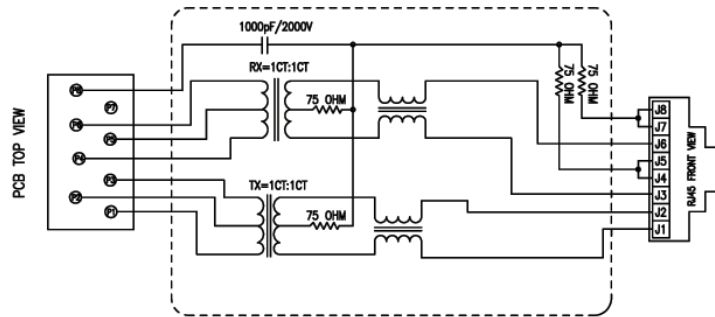 1000pF/2000V
RX=1CT:1CT
75 OHM
75 OHM
75 OHM
PCB TOP VIEW
P8
P7
P6
P5
P4
P3
P2
P1
TX=1CT:1CT
75 OHM
J8
J7
J6
J5
J4
J3
J2
J1
RJ45 FRONT VIEW